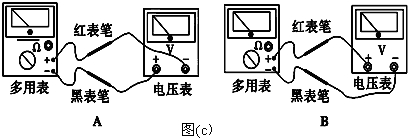 红表笔
Ω
+
-
V
+ -
多用表
黑表笔
电压表
A
红表笔
Ω
+
-
V
+ -
多用表
黑表笔
电压表
B
图(c)